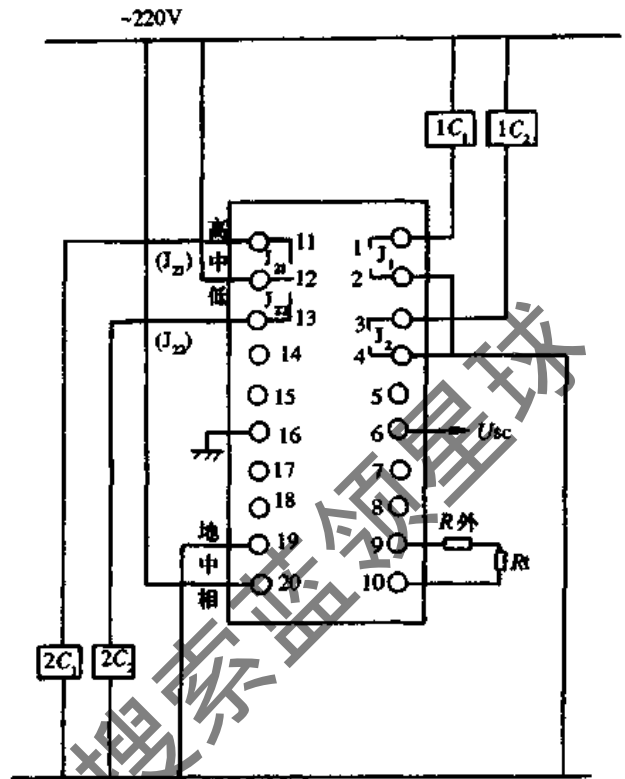 ~220V
1C₁
1C₂
高
11
1
J₁
(J₂₁)
中
J₂₁
12
2
低
J₂₂
13
3
J₂
(J₂₂)
14
4
15
5
16
6
Usc
17
7
18
8
R外
地
19
9
Rt
中
相
20
10
2C₁
2C₂
搜索蓝领星球